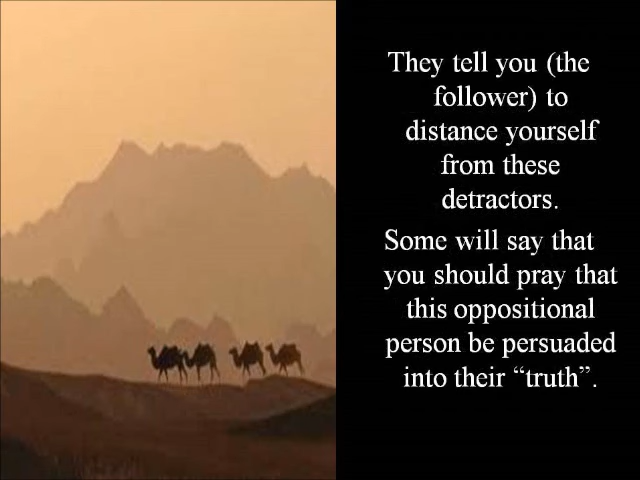 They tell you (the
follower) to
distance yourself
from these
detractors.
Some will say that
you should pray that
this oppositional
person be persuaded
into their “truth”.